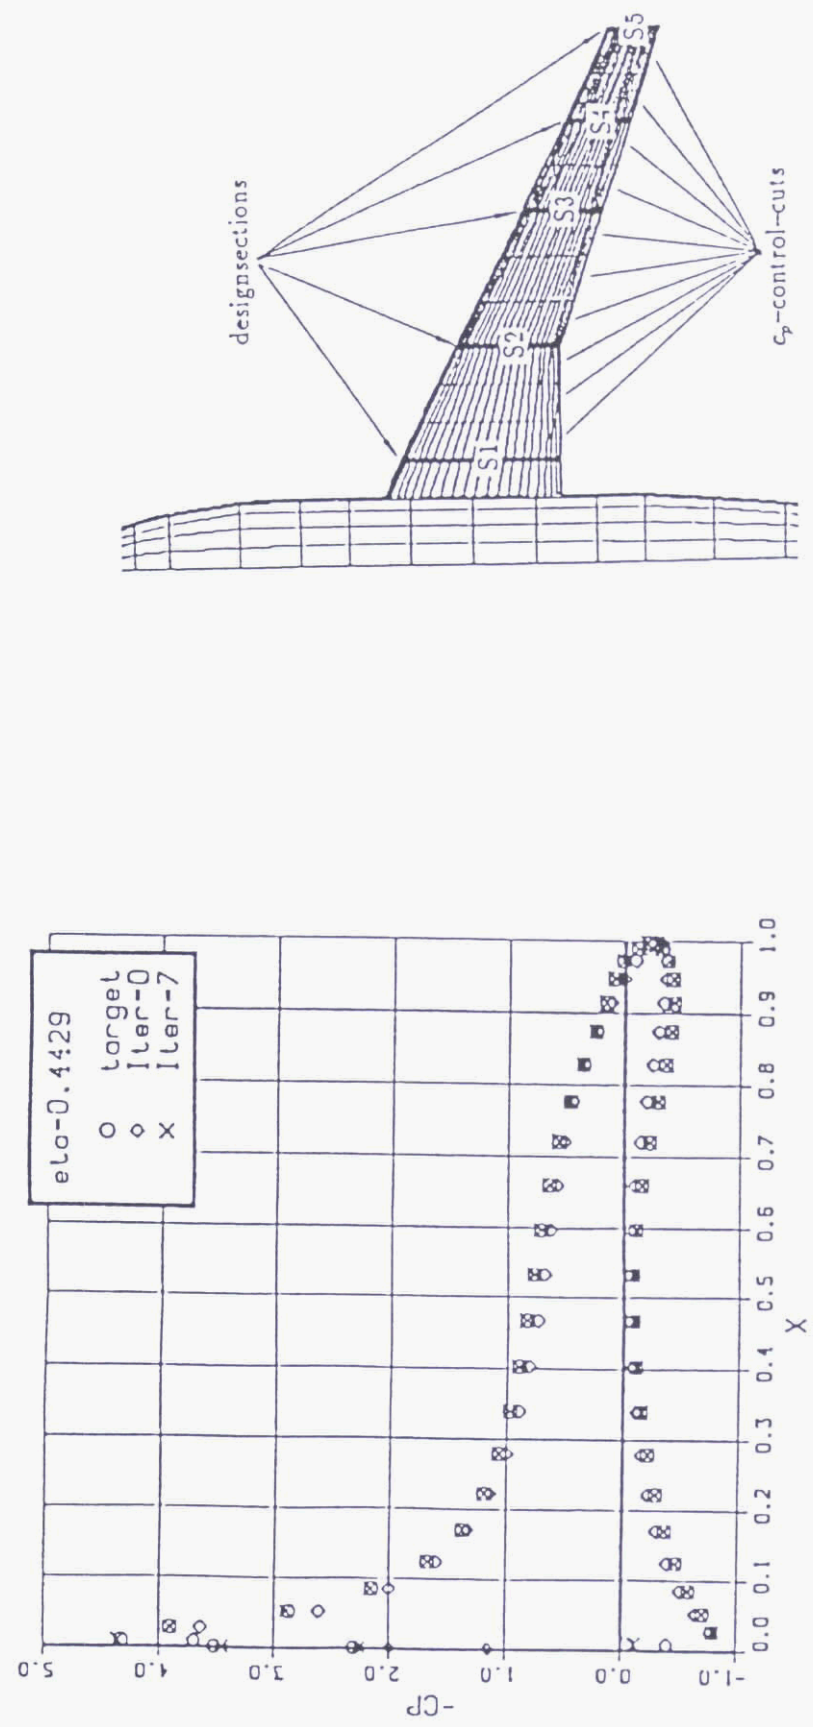 eta-0.4429
target
Iter-0
Iter-7
5.0
4.0
3.0
2.0
1.0
0.0
-1.0
-CP
0.0 0.1 0.2 0.3 0.4 0.5 0.6 0.7 0.8 0.9 1.0
X
designsections
S1
S2
S3
S4
S5
cₚ-control-cuts